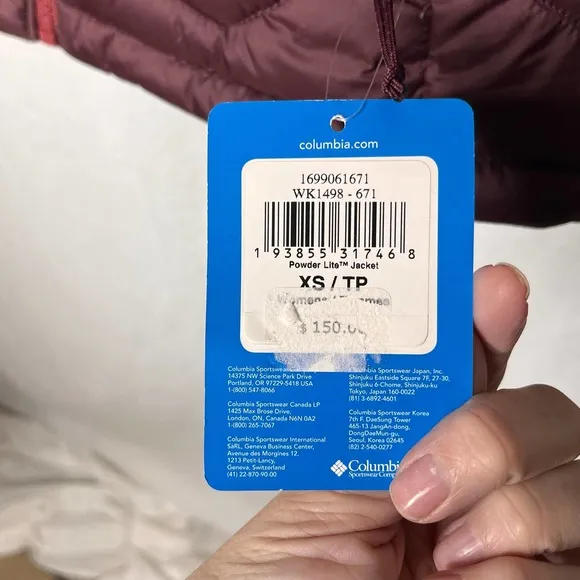 columbia.com
1699061671
WK1498 - 671
1 93855 31746 8
Powder Lite™ Jacket
XS / TP
Womens / Femmes
$ 150.00
Columbia Sportswear
14375 NW Science Park Drive
Portland, OR 97229-5418 USA
1-(800) 547-8066
Columbia Sportswear Canada LP
1425 Max Brose Drive,
London, ON, Canada N6N 0A2
1-(800) 265-7067
Columbia Sportswear International
SàRL, Geneva Business Center,
Avenue des Morgines 12,
1213 Petit-Lancy,
Geneva, Switzerland
(41) 22-870-90-00
Columbia Sportswear Japan, Inc.
Shinjuku Eastside Square 7F, 27-30,
Shinjuku 6-Chome, Shinjuku-ku
Tokyo, Japan 160-0022
(81) 3-6892-4601
Columbia Sportswear Korea
7th F. DaeSung Tower
465-13 JangAn-dong,
DongDaeMun-gu,
Seoul, Korea 02645
(82) 2-540-0277
Columbia
Sportswear Company